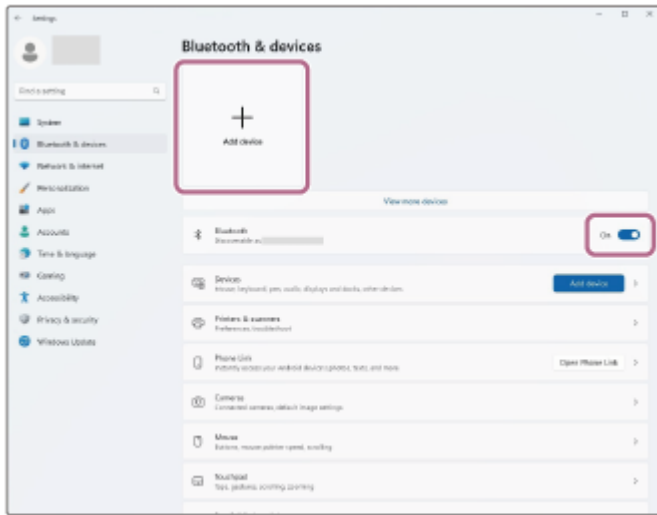 Settings
Bluetooth & devices
Add device
Find a setting
System
Bluetooth & devices
Network & internet
Personalization
Apps
Accounts
Time & language
Gaming
Accessibility
Privacy & security
Windows Update
View more devices
Bluetooth
Discoverable as
On
Devices
Mouse, keyboard, pen, audio, displays and docks, other devices
Add device
Printers & scanners
Preferences, troubleshoot
Phone Link
Instantly access your Android device's photos, texts, and more
Open Phone Link
Cameras
Connected cameras, default image settings
Mouse
Buttons, mouse pointer speed, scrolling
Touchpad
Taps, gestures, scrolling, zooming